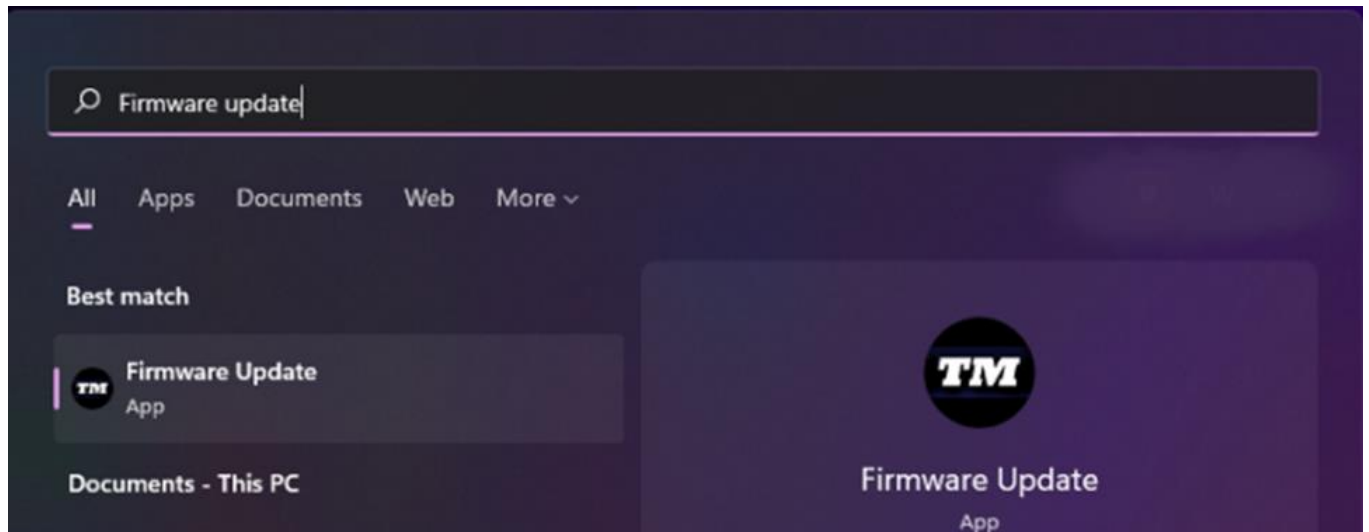 Firmware update
All Apps Documents Web More
Best match
TM
Firmware Update
App
Documents - This PC
TM
Firmware Update
App